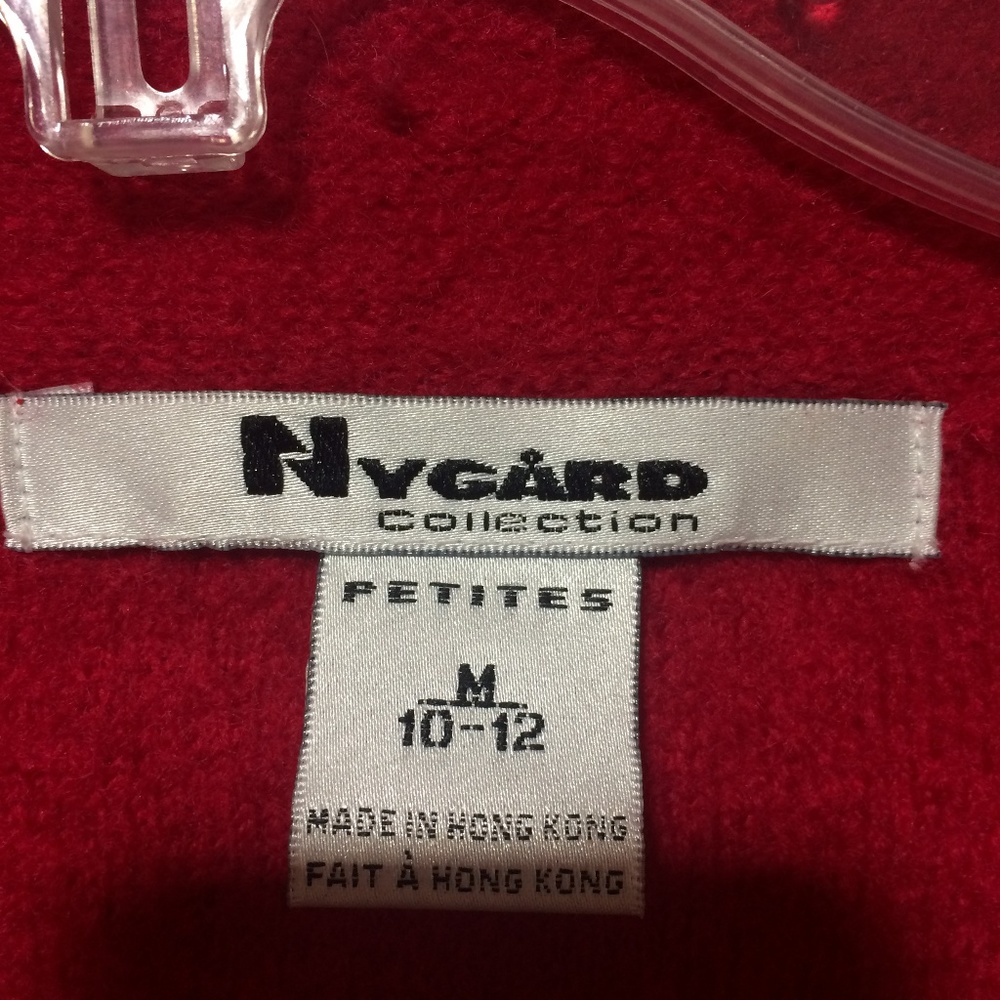 NYGÅRD
Collection
PETITES
M
10-12
MADE IN HONG KONG
FAIT À HONG KONG